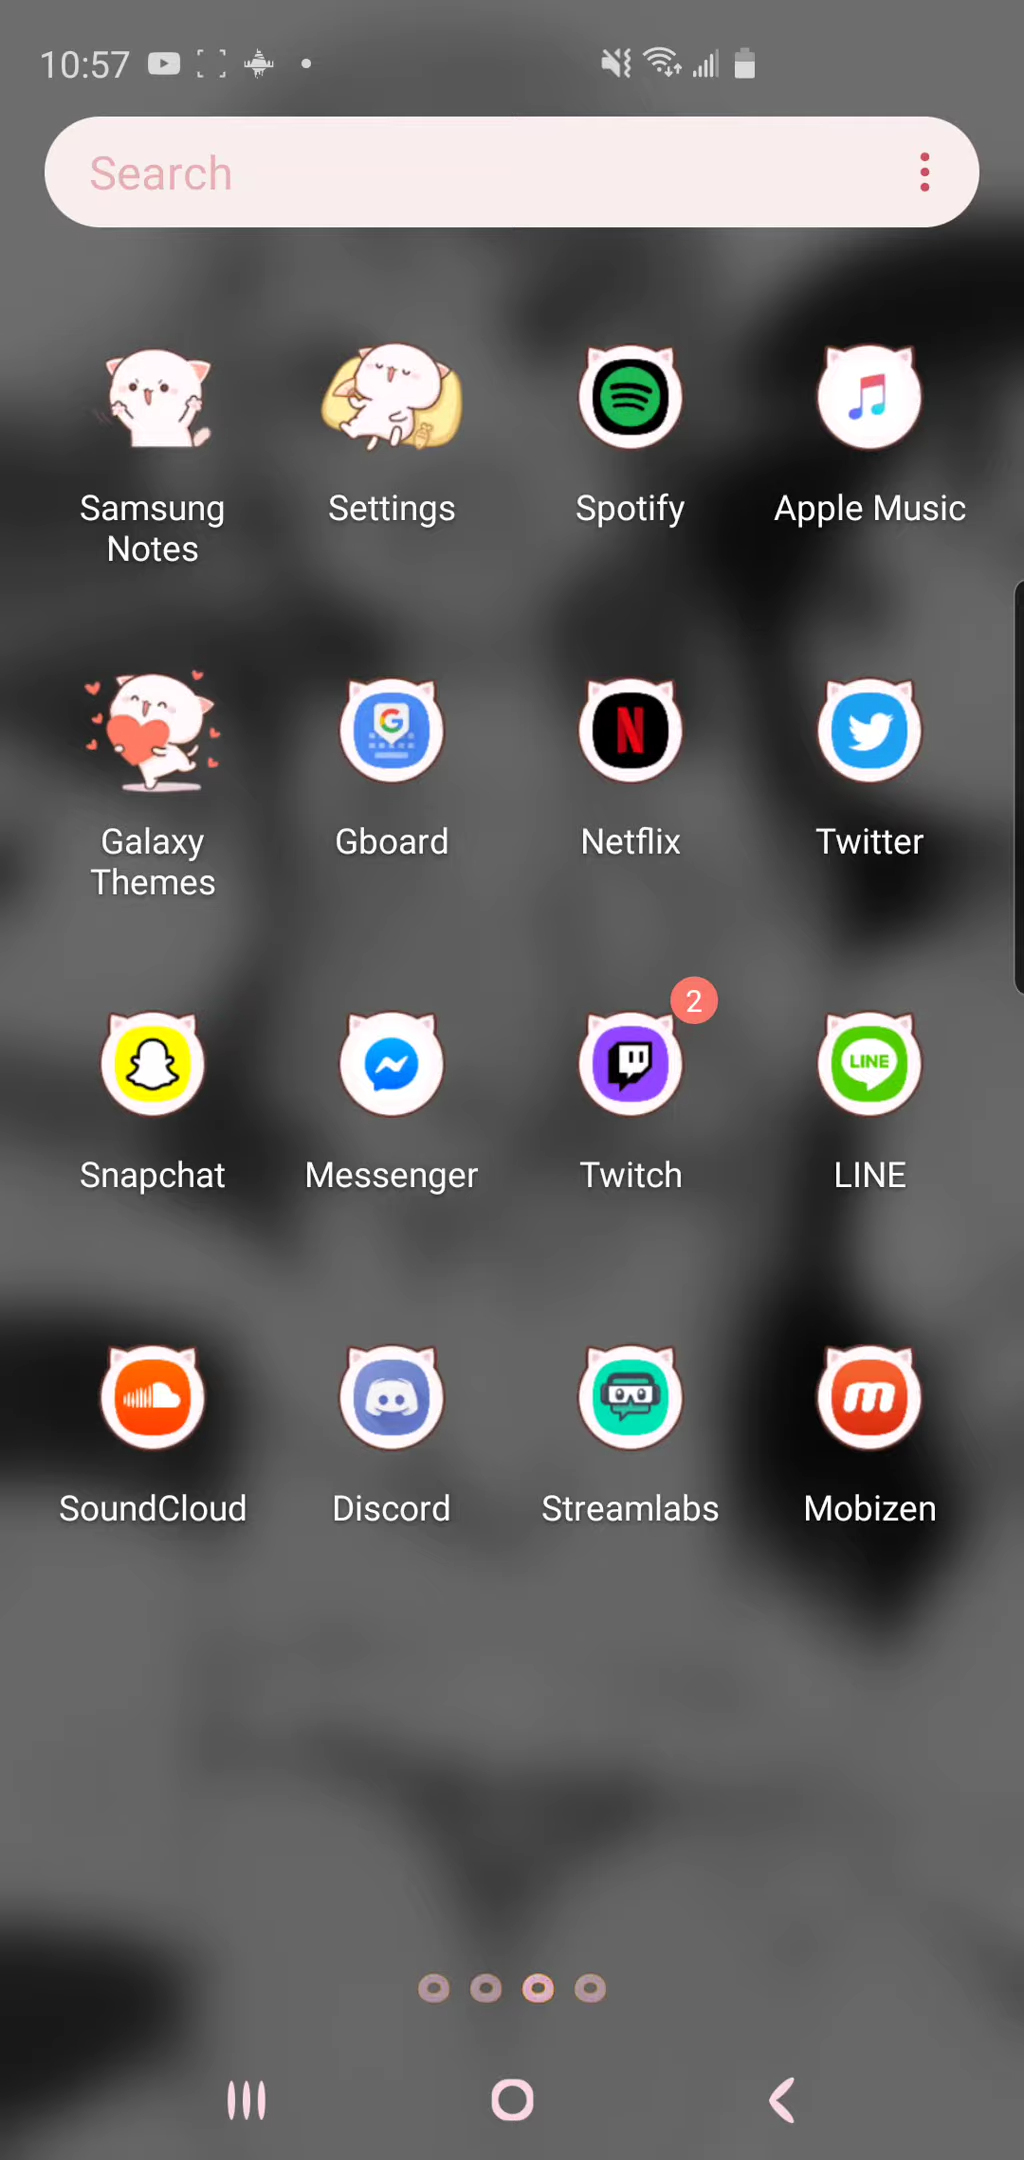 10:57
Search
Samsung
Notes
Settings
Spotify
Apple Music
Galaxy
Themes
Gboard
Netflix
Twitter
Snapchat
Messenger
2
Twitch
LINE
LINE
SoundCloud
Discord
Streamlabs
Mobizen